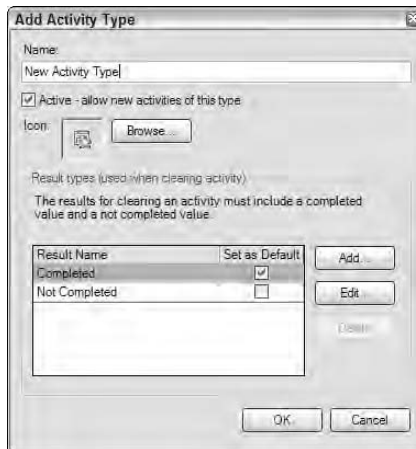 Add Activity Type
Name:
New Activity Type
Active - allow new activities of this type
Icon:
Browse...
Result types (used when clearing activity)
The results for clearing an activity must include a completed
value and a not completed value.
Result Name Set as Default Add...
Completed
Not Completed Edit...
Delete
OK Cancel